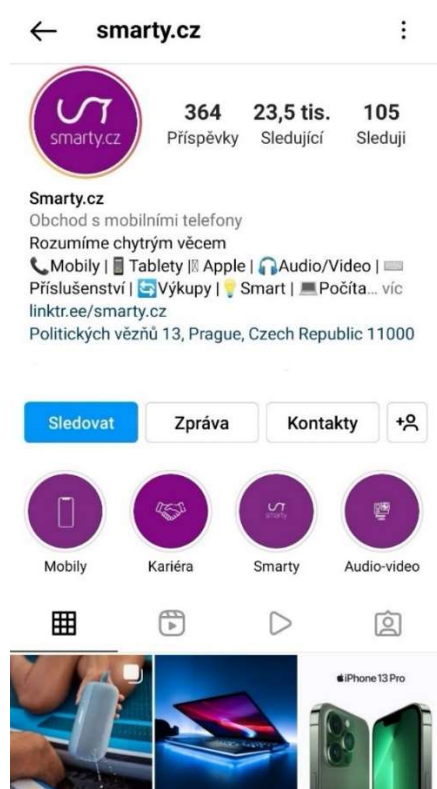 smarty.cz
smarty.cz
364 23,5 tis. 105
Příspěvky Sledující Sleduji
Smarty.cz
Obchod s mobilními telefony
Rozumíme chytrým věcem
Mobily | Tablety | Apple | Audio/Video |
Příslušenství | Výkupy | Smart | Počíta... víc
linktr.ee/smarty.cz
Politických vězňů 13, Prague, Czech Republic 11000
Sledovat Zpráva Kontakty
smarty
Mobily Kariéra Smarty Audio-video
iPhone 13 Pro